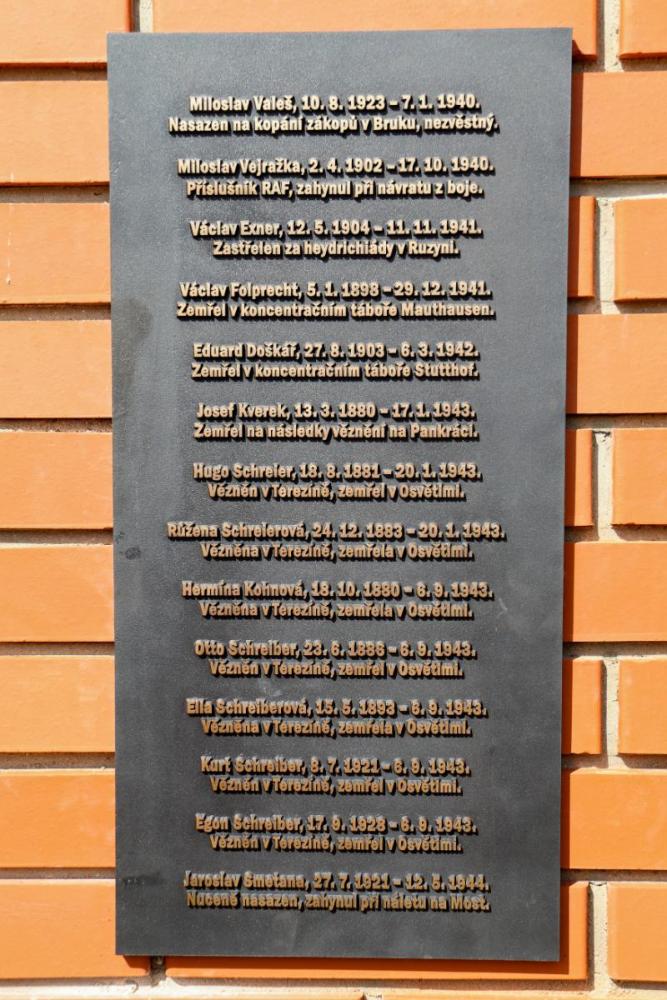 Miloslav Valeš, 10. 8. 1923 – 7. 1. 1940.
Nasazen na kopání zákopů v Bruku, nezvěstný.
Miloslav Vejražka, 2. 4. 1902 – 17. 10. 1940.
Příslušník RAF, zahynul při návratu z boje.
Václav Exner, 12. 5. 1904 – 11. 11. 1941.
Zastřelen za heydrichiády v Ruzyni.
Václav Folprecht, 5. 1. 1898 – 29. 12. 1941.
Zemřel v koncentračním táboře Mauthausen.
Eduard Doškář, 27. 8. 1903 – 6. 3. 1942.
Zemřel v koncentračním táboře Stutthof.
Josef Kverek, 13. 3. 1880 – 17. 1. 1943.
Zemřel na následky věznění na Pankráci.
Hugo Schreier, 18. 8. 1881 – 20. 1. 1943.
Vězněn v Terezíně, zemřel v Osvětimi.
Růžena Schreierová, 24. 12. 1883 – 20. 1. 1943.
Vězněna v Terezíně, zemřela v Osvětimi.
Hermína Kohnová, 18. 10. 1880 – 6. 9. 1943.
Vězněna v Terezíně, zemřela v Osvětimi.
Otto Schreiber, 23. 6. 1886 – 6. 9. 1943.
Vězněn v Terezíně, zemřel v Osvětimi.
Ella Schreiberová, 15. 5. 1893 – 6. 9. 1943.
Vězněna v Terezíně, zemřela v Osvětimi.
Kurt Schreiber, 8. 7. 1921 – 6. 9. 1943.
Vězněn v Terezíně, zemřel v Osvětimi.
Egon Schreiber, 17. 9. 1923 – 6. 9. 1943.
Vězněn v Terezíně, zemřel v Osvětimi.
Jaroslav Smetana, 27. 7. 1921 – 12. 5. 1944.
Nuceně nasazen, zahynul při náletu na Most.